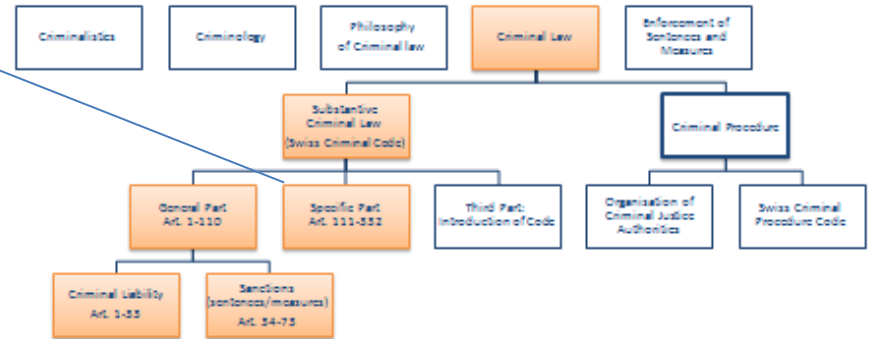 Criminalistics
Criminology
Philosophy
of Criminal law
Criminal Law
Enforcement of
Sentences and
Measures
Substantive
Criminal Law
(Swiss Criminal Code)
Criminal Procedure
General Part
Art. 1-110
Specific Part
Art. 111-332
Third Part:
Introduction of Code
Organisation of
Criminal Justice
Authorities
Swiss Criminal
Procedure Code
Criminal Liability
Art. 1-33
Sanctions
(sentences/measures)
Art. 34-73